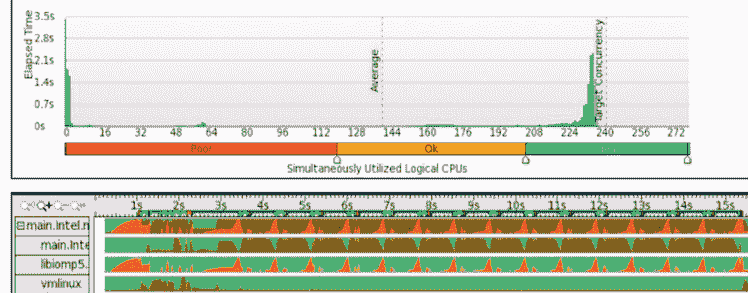 Elapsed Time
3.5s
2.8s
2.1s
1.4s
0.7s
0s
Average
Target Concurrency
0 16 32 48 64 80 96 112 128 144 160 176 192 208 224 240 256 272
Poor Ok
Simultaneously Utilized Logical CPUs
1s 2s 3s 4s 5s 6s 7s 8s 9s 10s 11s 12s 13s 14s 15s
main.Intel.n
main.Inte
libiomp5.
vmlinux